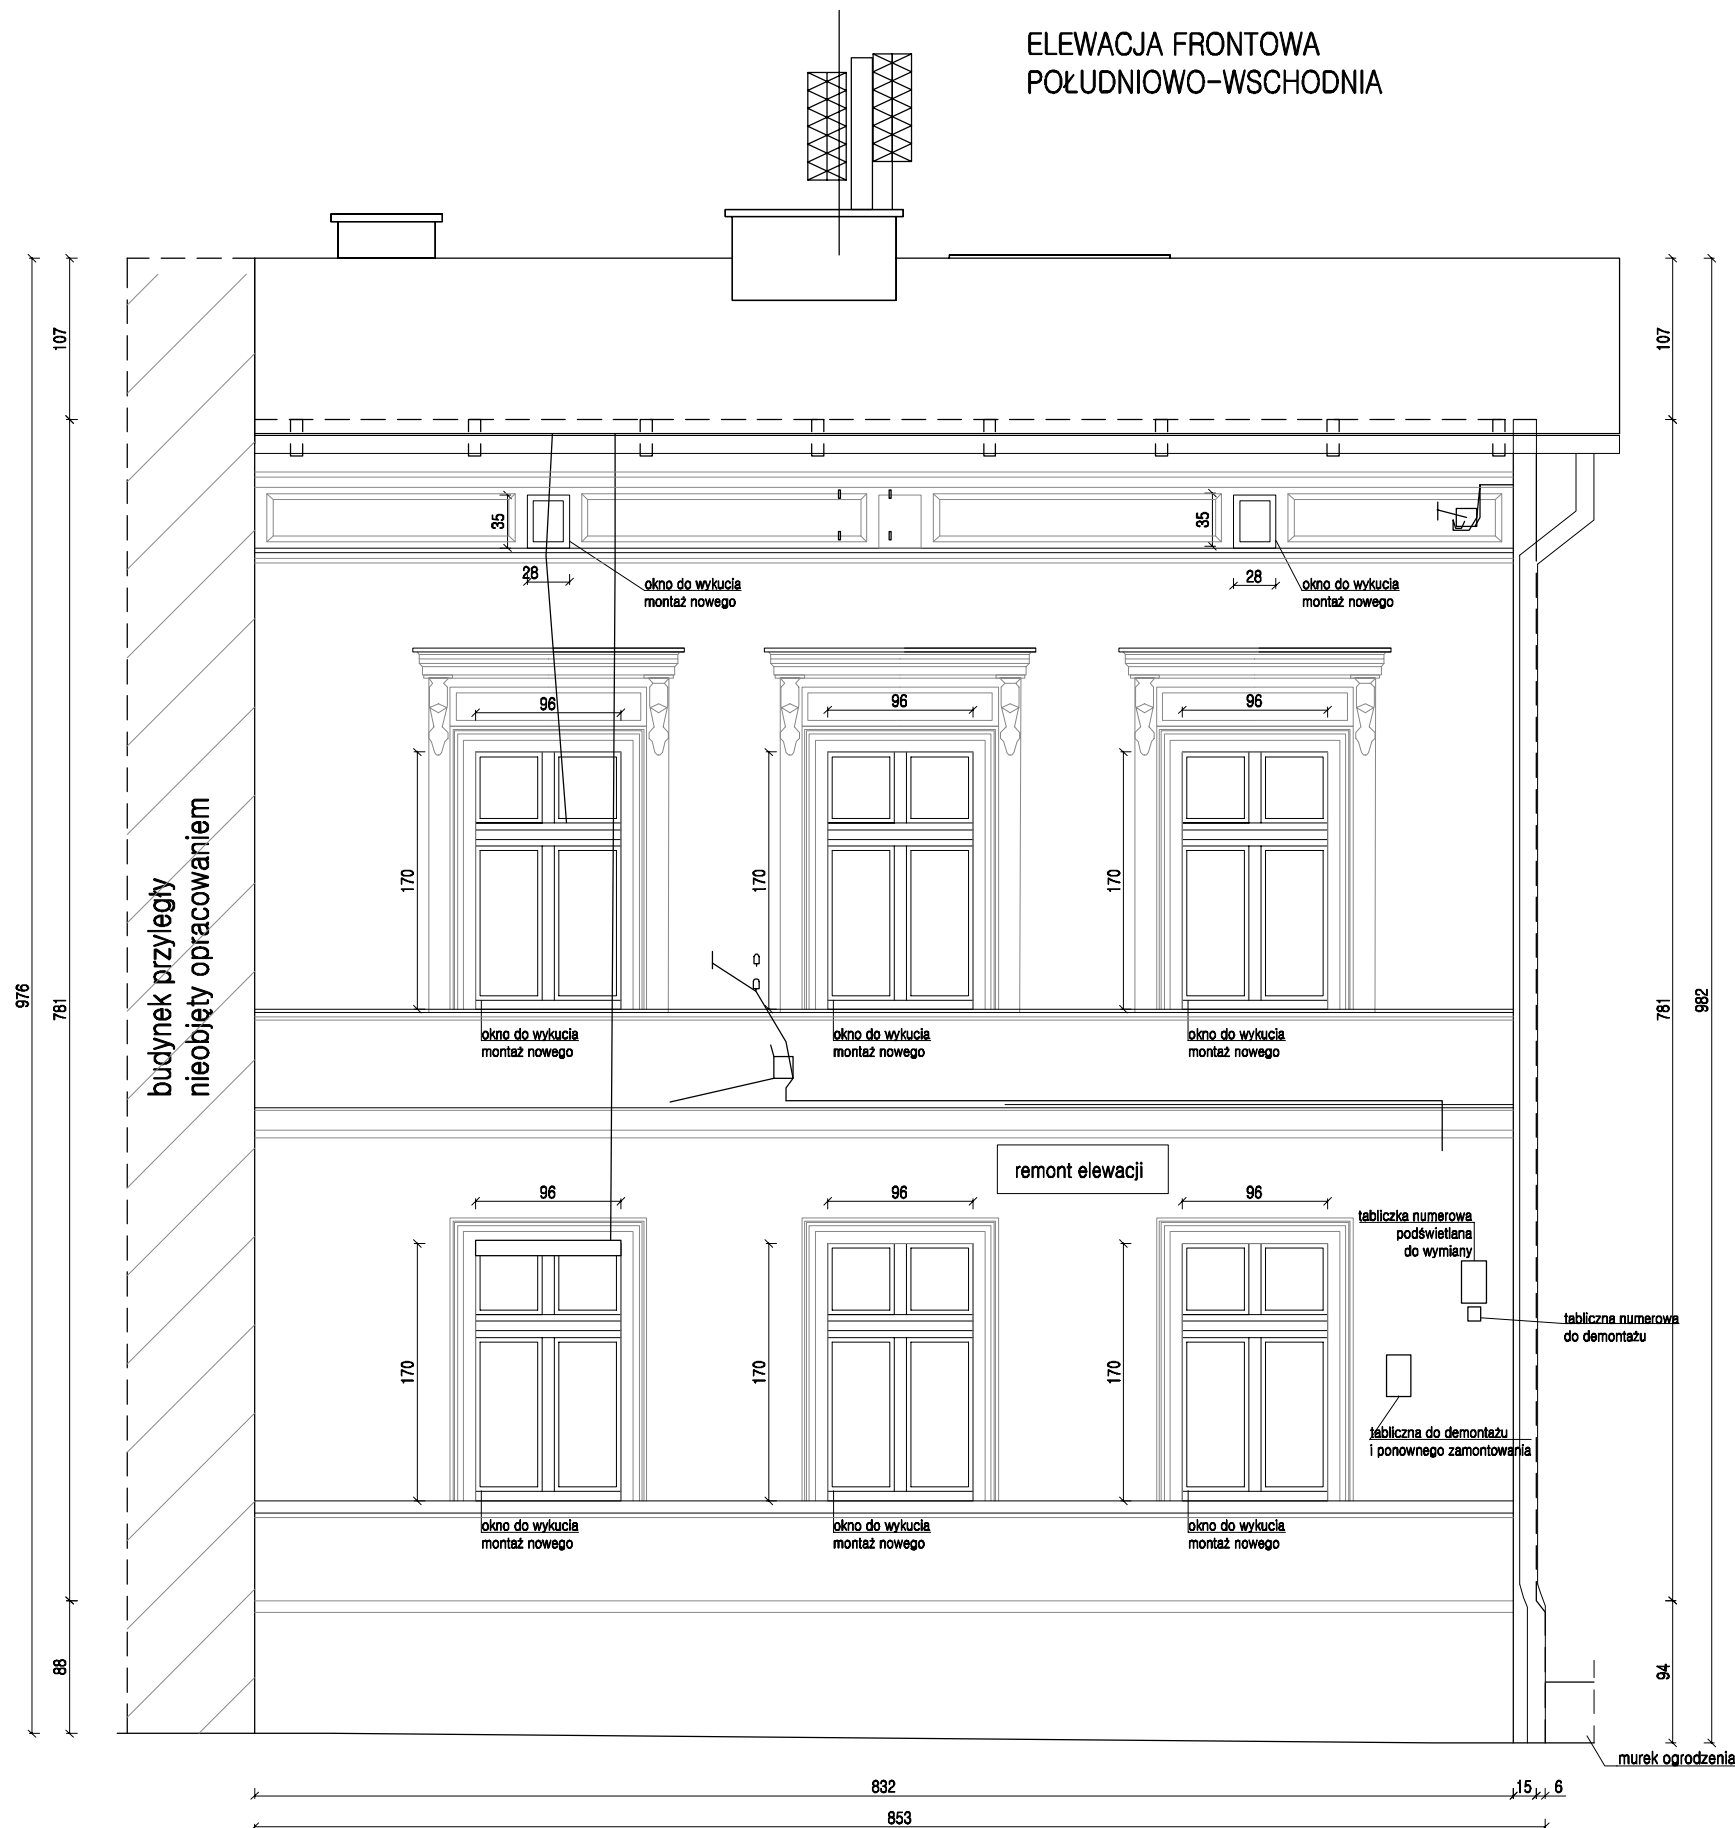 ELEWACJA FRONTOWA
POŁUDNIOWO-WSCHODNIA
107
107
35
35
28
28
okno do wykucia
montaż nowego
okno do wykucia
montaż nowego
96
96
96
170
170
170
budynek przyległy
nieobjęty opracowaniem
976
781
781
982
okno do wykucia
montaż nowego
okno do wykucia
montaż nowego
okno do wykucia
montaż nowego
remont elewacji
96
96
96
tabliczka numerowa
podświetlana
do wymiany
tabliczna numerowa
do demontażu
170
170
170
tabliczna do demontażu
i ponownego zamontowania
okno do wykucia
montaż nowego
okno do wykucia
montaż nowego
okno do wykucia
montaż nowego
88
94
murek ogrodzenia
832
15
6
853